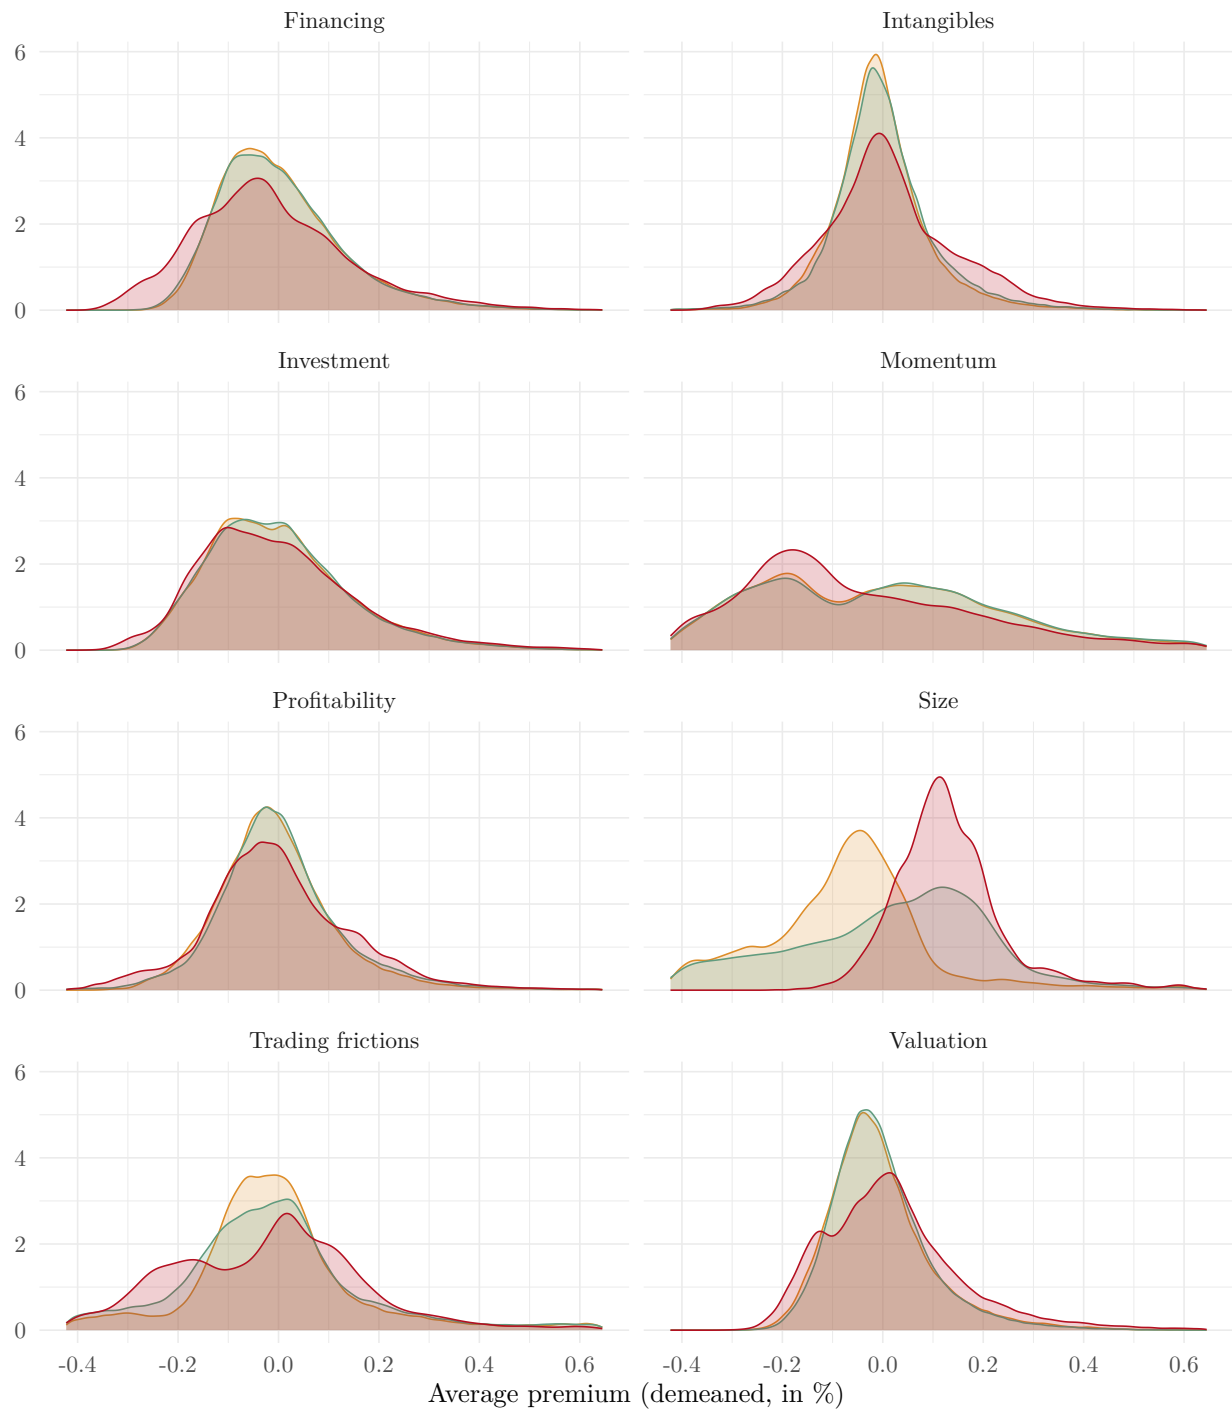 Financing
Intangibles
6
4
2
0
Investment
Momentum
6
4
2
0
Profitability
Size
6
4
2
0
Trading frictions
Valuation
6
4
2
0
-0.4 -0.2 0.0 0.2 0.4 0.6
-0.4 -0.2 0.0 0.2 0.4 0.6
Average premium (demeaned, in %)